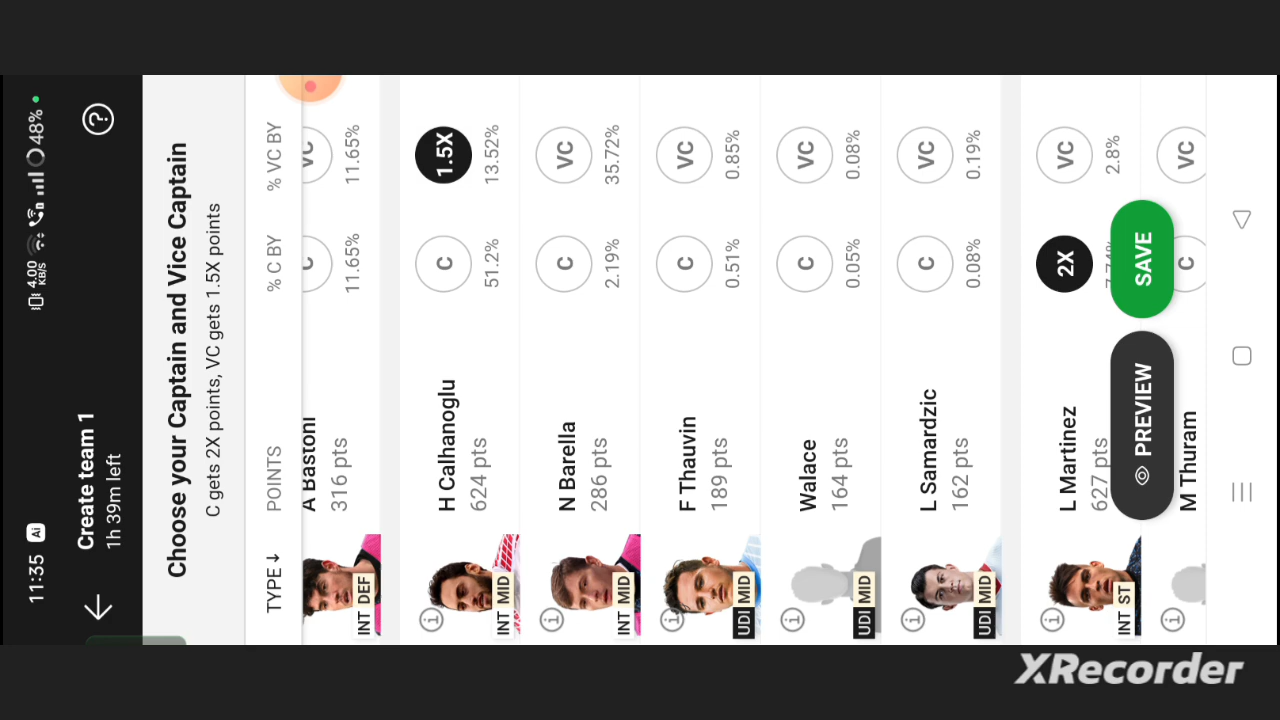 11:35 Ai 4.00 KB/S 48%
Create team 1
1h 39m left
?
Choose your Captain and Vice Captain
C gets 2X points, VC gets 1.5X points
TYPE ↓ POINTS % C BY % VC BY
A Bastoni C VC
316 pts 11.65% 11.65%
INT DEF
H Calhanoglu C 1.5X
624 pts 51.2% 13.52%
INT MID
N Barella C VC
286 pts 2.19% 35.72%
INT MID
F Thauvin C VC
189 pts 0.51% 0.85%
UDI MID
Walace C VC
164 pts 0.05% 0.08%
UDI MID
L Samardzic C VC
162 pts 0.08% 0.19%
UDI MID
L Martinez 2X VC
627 pts 2.8%
INT ST
PREVIEW SAVE
M Thuram C VC
XRecorder